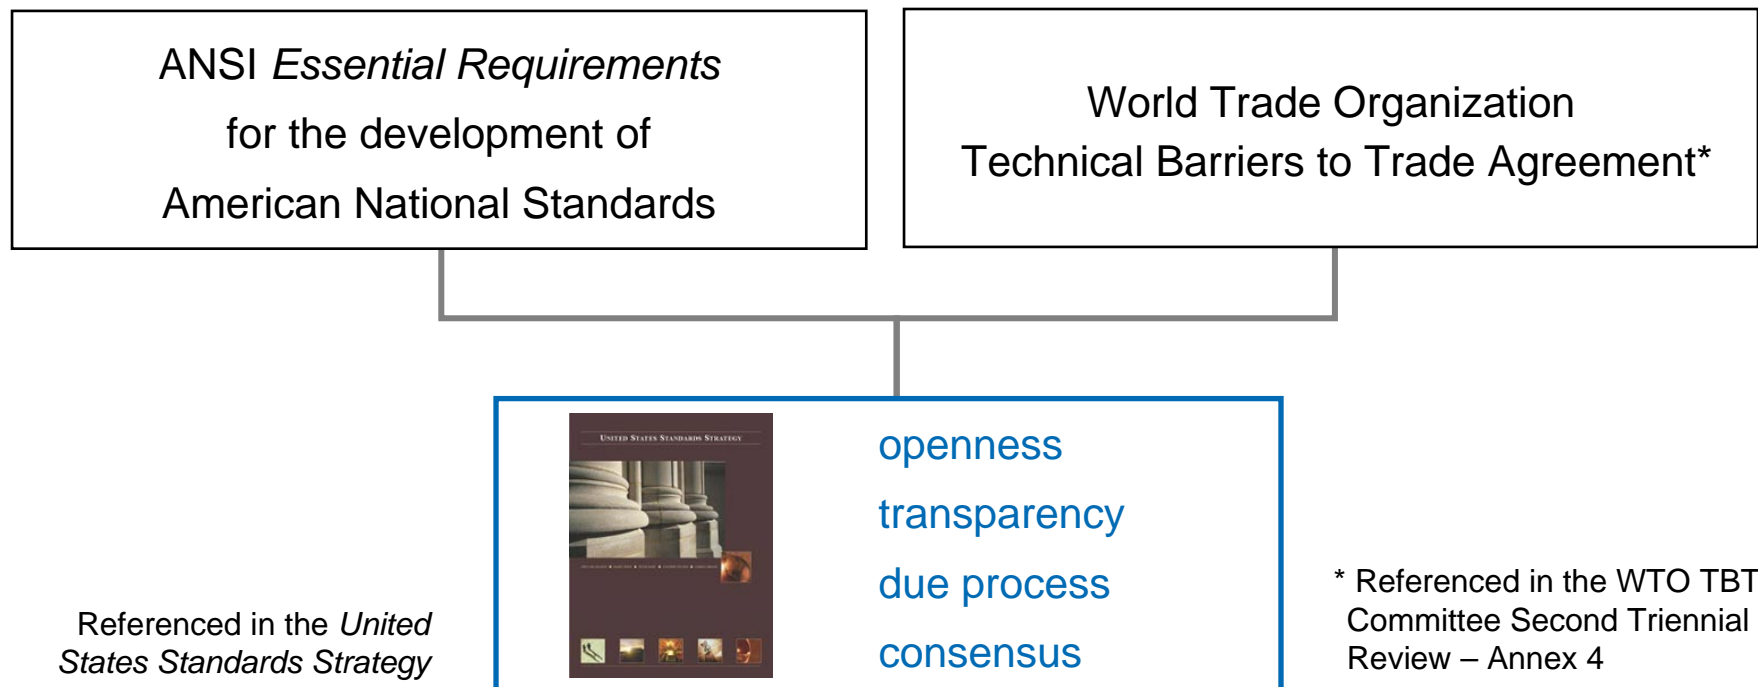 ANSI Essential Requirements
for the development of
American National Standards
World Trade Organization
Technical Barriers to Trade Agreement*
UNITED STATES STANDARDS STRATEGY
openness
transparency
due process
consensus
Referenced in the United
States Standards Strategy
* Referenced in the WTO TBT
Committee Second Triennial
Review – Annex 4